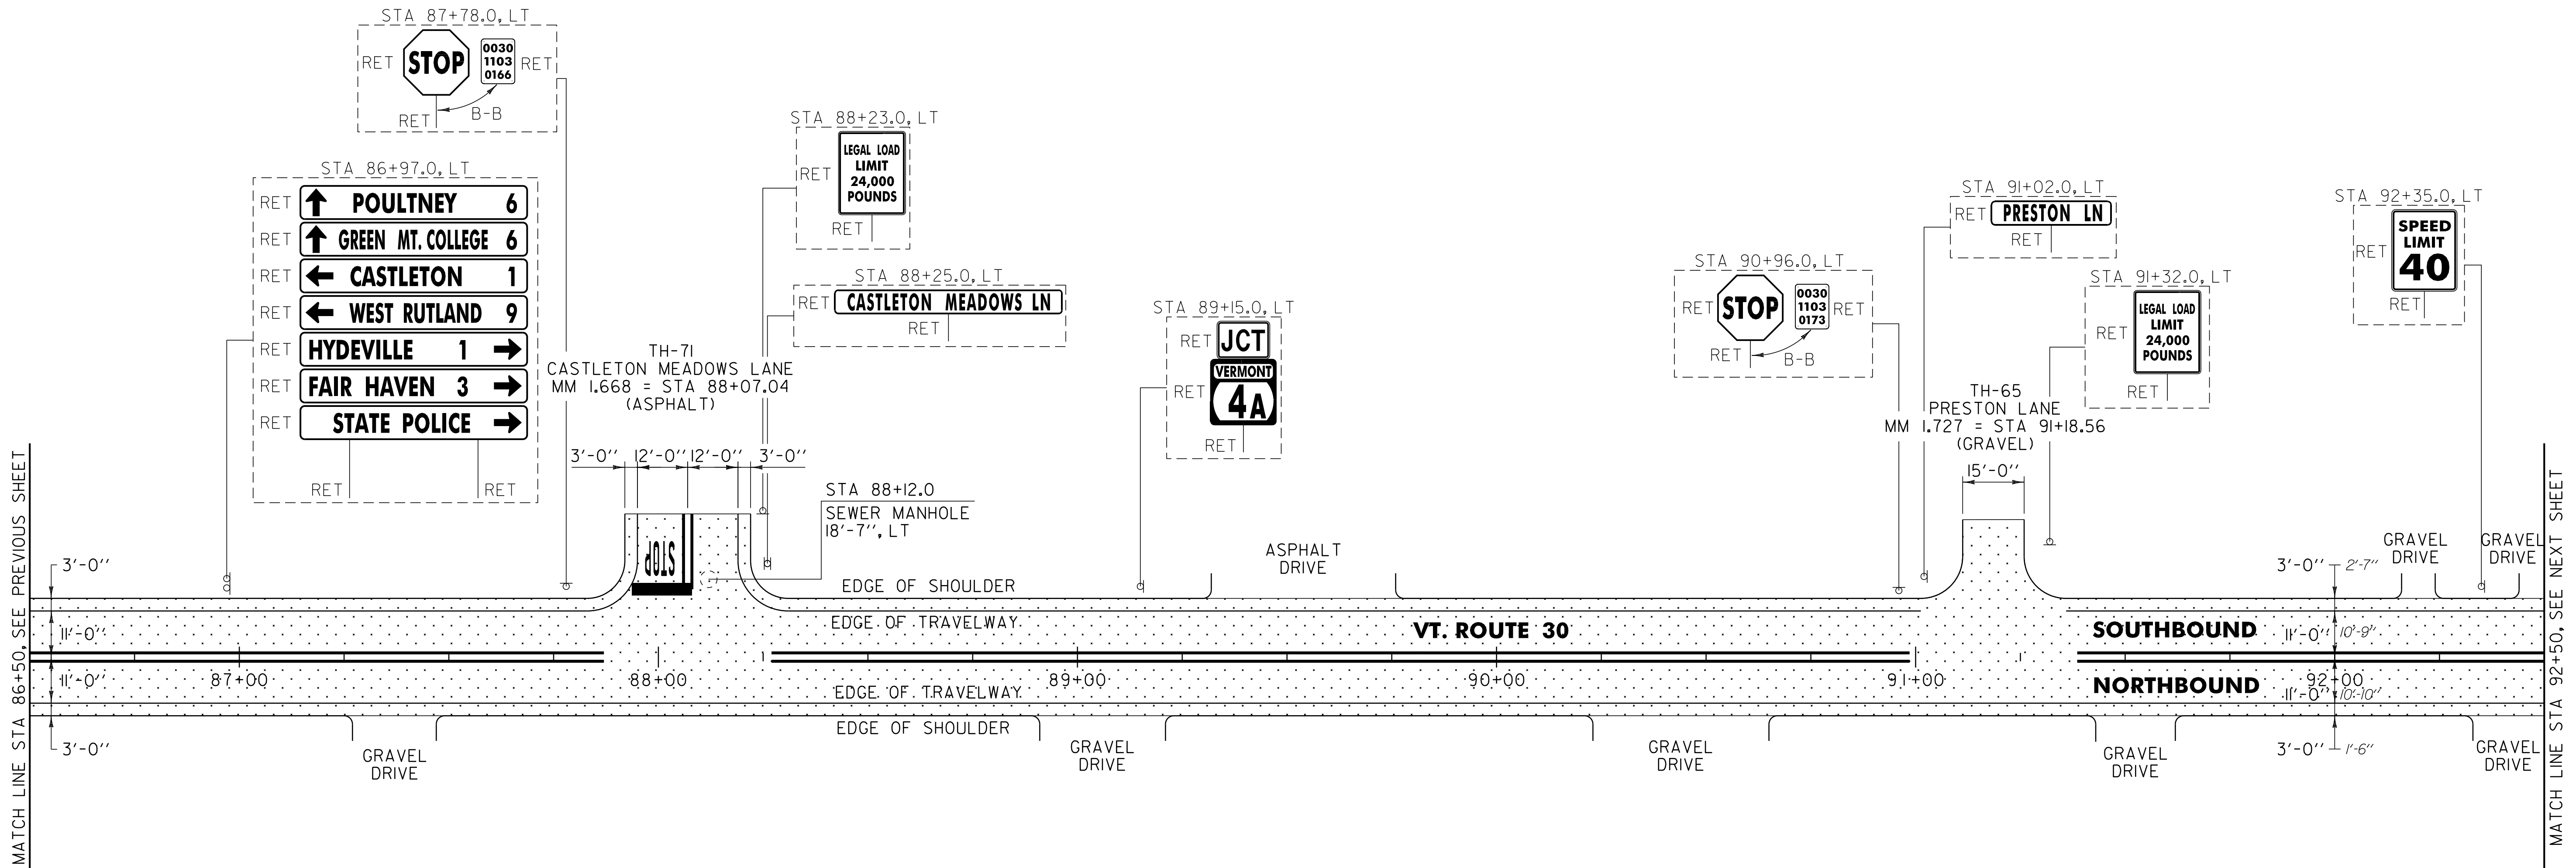 STA 87+78.0, LT
RET
STOP
0030
1103
0166
RET
RET
B-B
STA 86+97.0, LT
RET POULTNEY 6
RET GREEN MT. COLLEGE 6
RET CASTLETON 1
RET WEST RUTLAND 9
RET HYDEVILLE 1
RET FAIR HAVEN 3
RET STATE POLICE
RET
RET
TH-71
CASTLETON MEADOWS LANE
MM 1.668 = STA 88+07.04
(ASPHALT)
3'-0'' 12'-0'' 12'-0'' 3'-0''
STA 88+23.0, LT
RET
LEGAL LOAD
LIMIT
24,000
POUNDS
RET
STA 88+25.0, LT
RET CASTLETON MEADOWS LN
RET
STA 88+12.0
SEWER MANHOLE
18'-7'', LT
STA 89+15.0, LT
RET JCT
RET VERMONT
4A
RET
STA 90+96.0, LT
RET
STOP
0030
1103
0173
RET
RET
B-B
STA 91+02.0, LT
RET PRESTON LN
RET
STA 91+32.0, LT
RET
LEGAL LOAD
LIMIT
24,000
POUNDS
RET
TH-65
PRESTON LANE
MM 1.727 = STA 91+18.56
(GRAVEL)
15'-0''
STA 92+35.0, LT
RET
SPEED
LIMIT
40
RET
MATCH LINE STA 86+50, SEE PREVIOUS SHEET
3'-0''
11'-0''
11'-0''
3'-0''
STOP
EDGE OF SHOULDER
EDGE OF TRAVELWAY
ASPHALT
DRIVE
GRAVEL
DRIVE
GRAVEL
DRIVE
3'-0'' 2'-7''
VT. ROUTE 30
SOUTHBOUND
11'-0'' 10'-9''
87+00 88+00 89+00 90+00 91+00 92+00
EDGE OF TRAVELWAY
NORTHBOUND
11'-0'' 10'-10''
EDGE OF SHOULDER
3'-0'' 1'-6''
GRAVEL
DRIVE
GRAVEL
DRIVE
GRAVEL
DRIVE
GRAVEL
DRIVE
GRAVEL
DRIVE
MATCH LINE STA 92+50, SEE NEXT SHEET